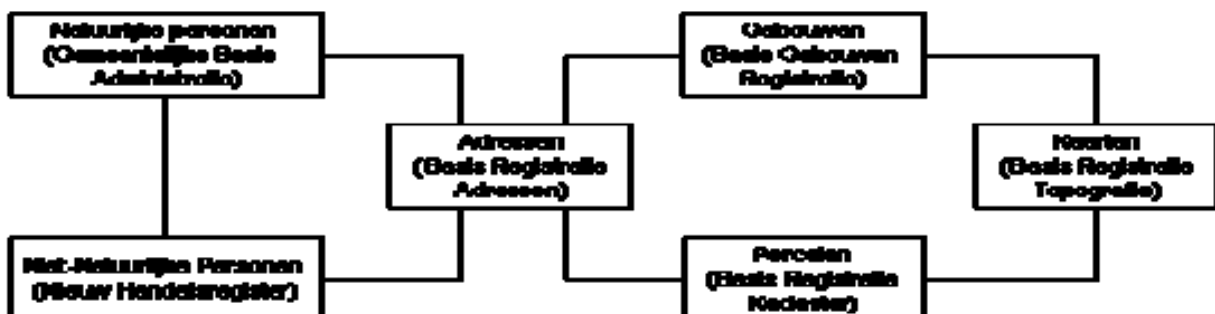 Natuurlijke personen
(Gemeentelijke Basis
Administratie)
Gebouwen
(Basis Gebouwen
Registratie)
Adressen
(Basis Registratie
Adressen)
Kaarten
(Basis Registratie
Topografie)
Niet-Natuurlijke Personen
(Nieuw Handelsregister)
Percelen
(Basis Registratie
Kadaster)